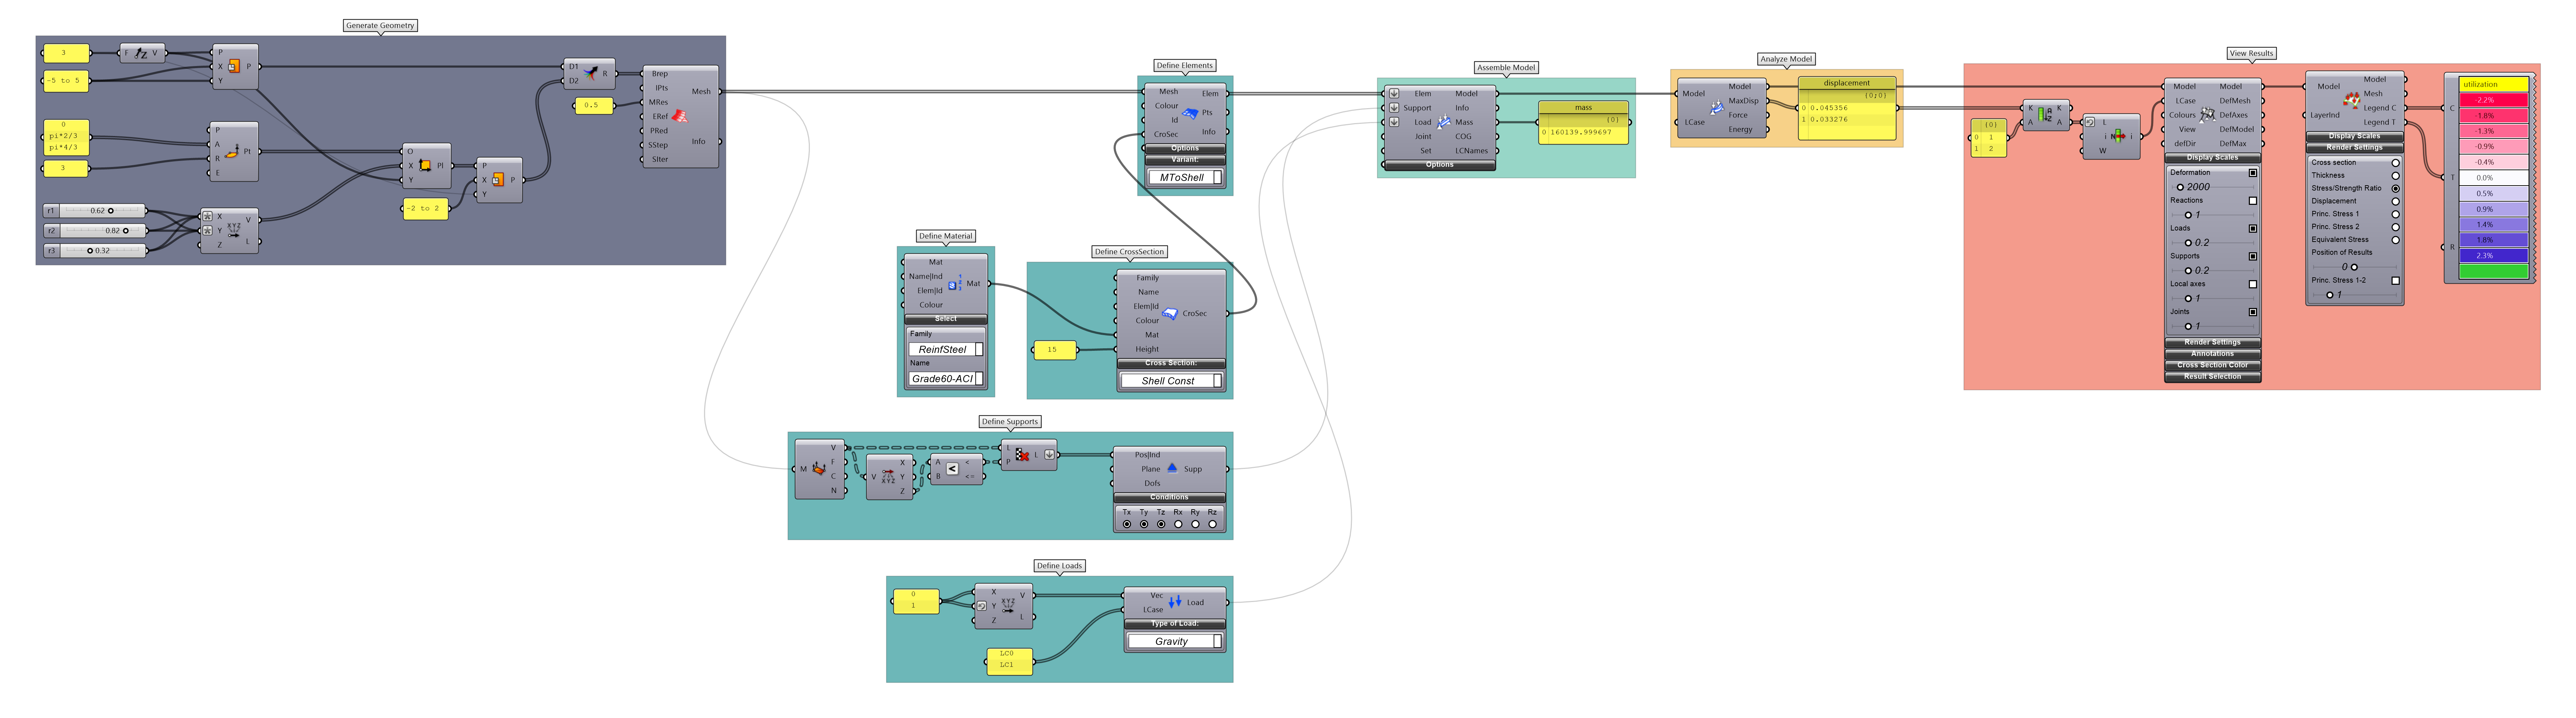 Generate Geometry
3
F V
P
X
Y
P
-5 to 5
D1
D2
R
Brep
IPts
MRes
ERef
PRed
SStep
SIter
Mesh
Info
0.5
0
pi*2/3
pi*4/3
P
A
R
E
Pt
3
O
X
Y
Pl
P
X
Y
P
-2 to 2
r1 0.62
r2 0.82
r3 0.32
X
Y
Z
V
L
XYZ
Define Elements
Mesh
Colour
Id
CroSec
Elem
Pts
Info
Options
Variant:
MToShell
Define Material
Mat
Name|Ind
Elem|Id
Colour
Mat
Select
Family
ReinfSteel
Name
Grade60-ACI
Define CrossSection
Family
Name
Elem|Id
Colour
Mat
Height
CroSec
15
Cross Section:
Shell Const
Define Supports
M
V
F
C
N
V
X
Y
Z
XYZ
A
B
<
<
<=
L
P
L
Pos|Ind
Plane
Dofs
Supp
Conditions
Tx Ty Tz Rx Ry Rz
Define Loads
0
1
X
Y
Z
V
L
XYZ
LC0
LC1
Vec
LCase
Load
Type of Load:
Gravity
Assemble Model
Elem
Support
Load
Joint
Set
Model
Info
Mass
COG
LCNames
Options
mass
{0}
0 160139.999697
Analyze Model
Model
LCase
Model
MaxDisp
Force
Energy
displacement
{0;0}
0 0.045356
1 0.033276
View Results
{0}
0 1
1 2
K
A
K
A
L
i
W
N
i
Model
LCase
Colours
View
defDir
Model
DefMesh
DefAxes
DefModel
DefMax
Display Scales
Deformation
2000
Reactions
1
Loads
0.2
Supports
0.2
Local axes
1
Joints
1
Render Settings
Annotations
Cross Section Color
Result Selection
Model
LayerInd
Model
Mesh
Legend C
Legend T
Display Scales
Render Settings
Cross section
Thickness
Stress/Strength Ratio
Displacement
Princ. Stress 1
Princ. Stress 2
Equivalent Stress
Position of Results
0
Princ. Stress 1-2
1
C
T
R
utilization
-2.2%
-1.8%
-1.3%
-0.9%
-0.4%
0.0%
0.5%
0.9%
1.4%
1.8%
2.3%